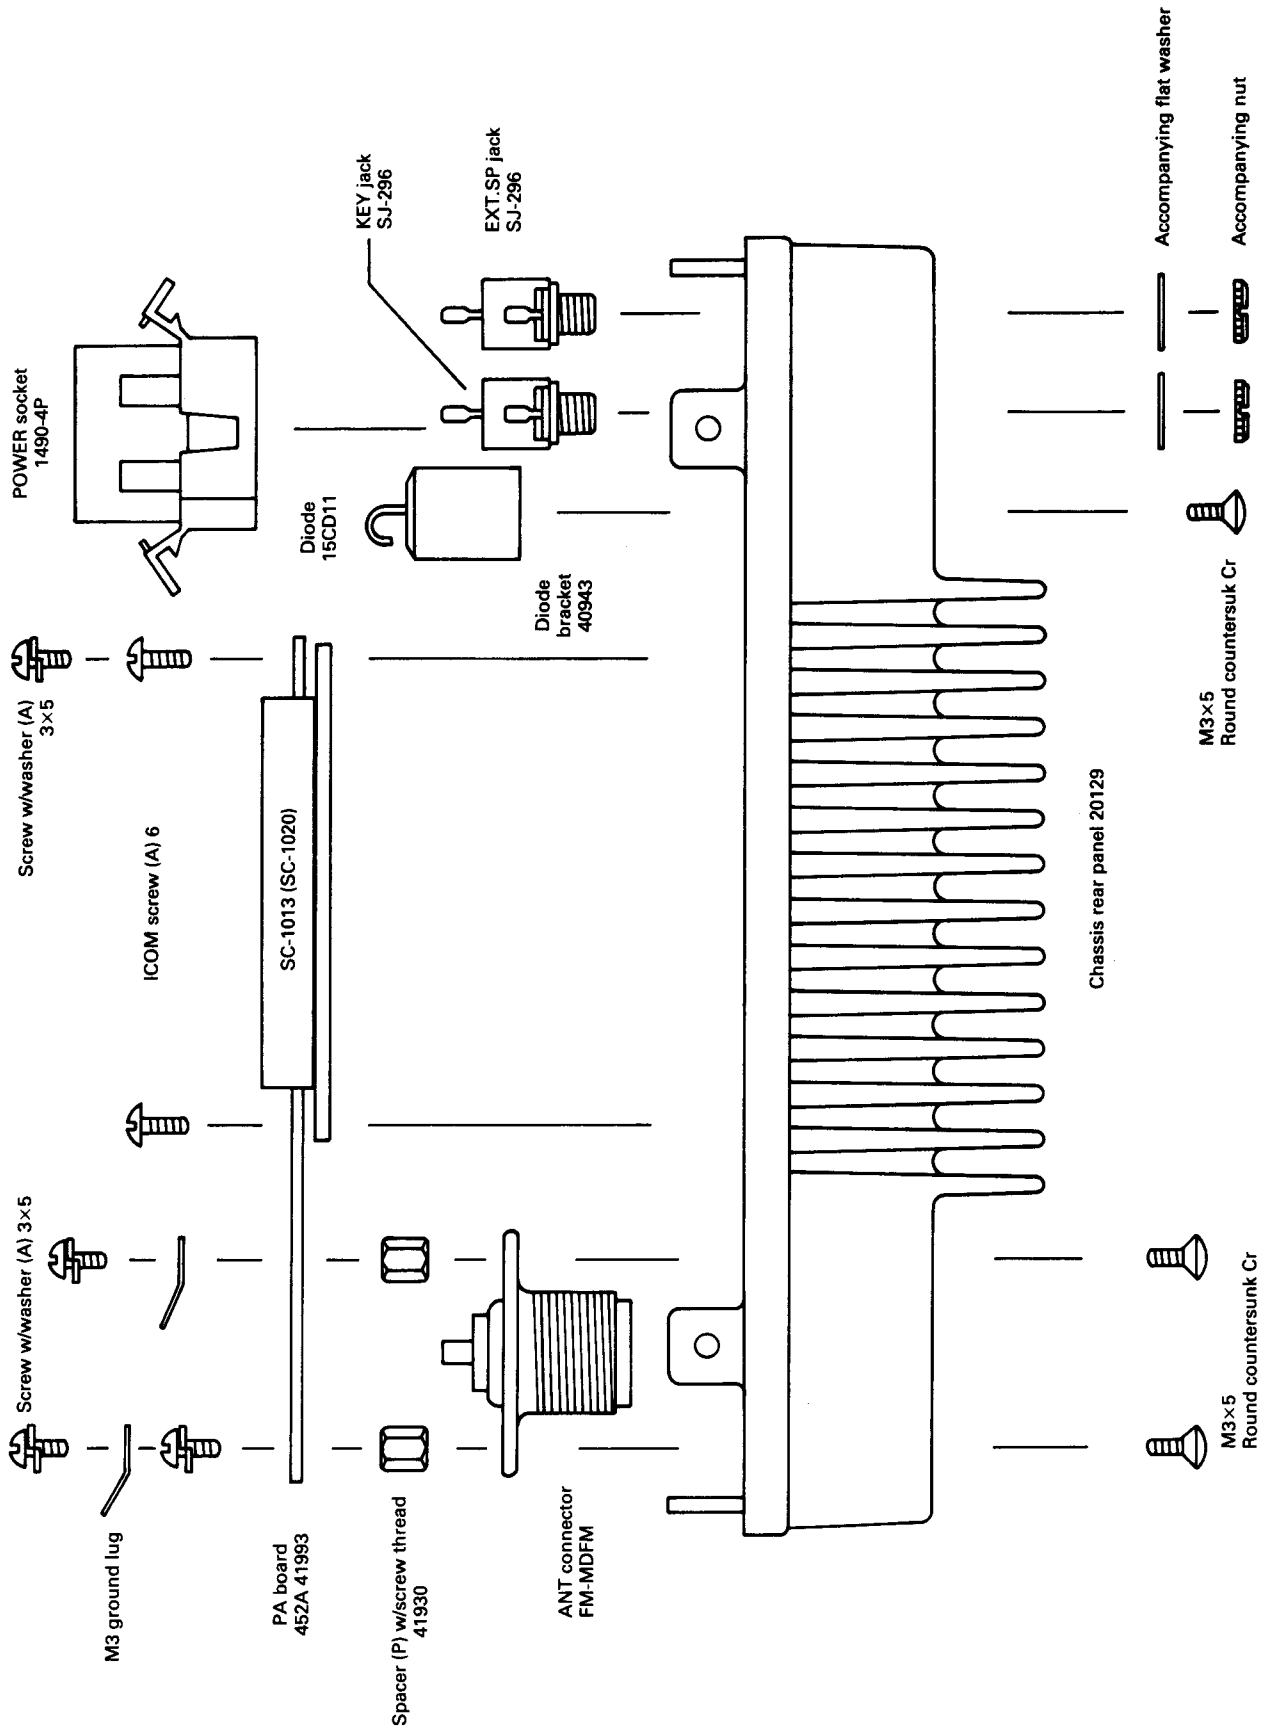 Screw w/washer (A) 3×5
M3 ground lug
PA board
452A 41993
Spacer (P) w/screw thread
41930
ANT connector
FM-MDFM
M3×5
Round countersunk Cr
Screw w/washer (A)
3×5
ICOM screw (A) 6
SC-1013 (SC-1020)
Chassis rear panel 20129
POWER socket
1490-4P
Diode
15CD11
Diode
bracket
40943
KEY jack
SJ-296
EXT.SP jack
SJ-296
M3×5
Round countersuk Cr
Accompanying flat washer
Accompanying nut